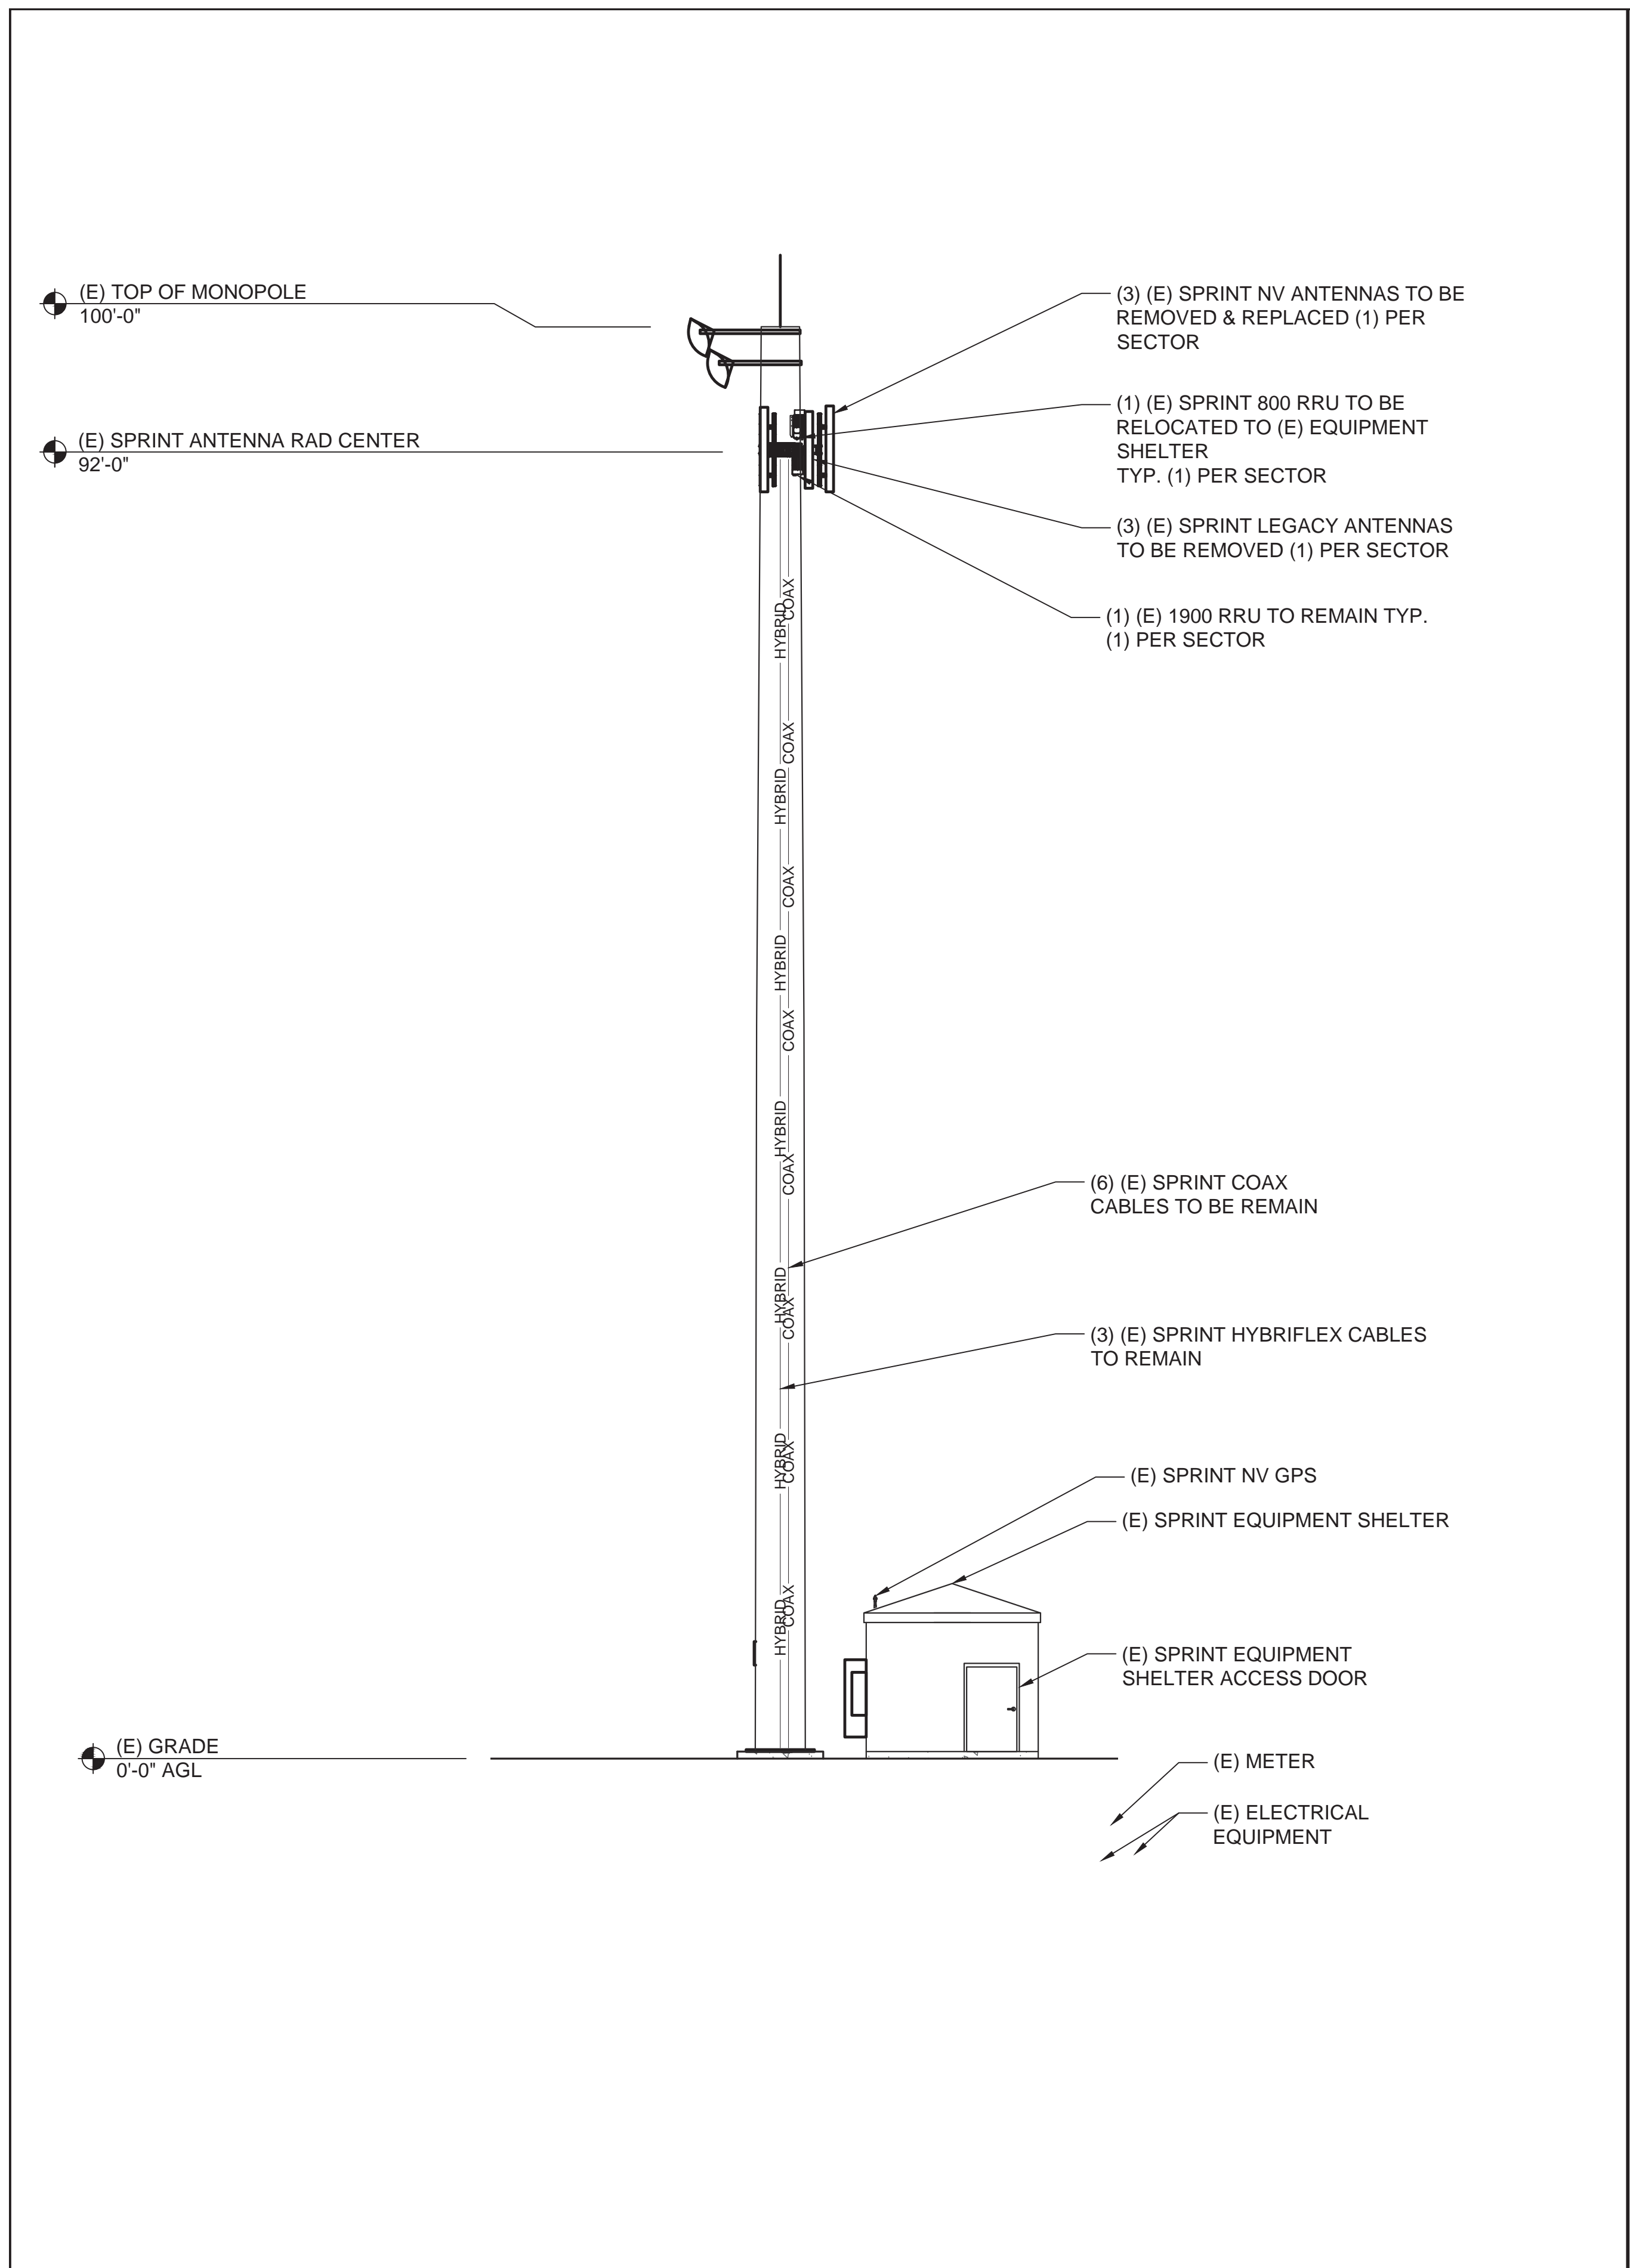 (E) TOP OF MONOPOLE
100'-0"
(3) (E) SPRINT NV ANTENNAS TO BE
REMOVED & REPLACED (1) PER
SECTOR
(1) (E) SPRINT 800 RRU TO BE
RELOCATED TO (E) EQUIPMENT
SHELTER
TYP. (1) PER SECTOR
(E) SPRINT ANTENNA RAD CENTER
92'-0"
(3) (E) SPRINT LEGACY ANTENNAS
TO BE REMOVED (1) PER SECTOR
(1) (E) 1900 RRU TO REMAIN TYP.
(1) PER SECTOR
COAX
HYBRID
COAX
HYBRID
COAX
HYBRID
COAX
HYBRID
COAX
(6) (E) SPRINT COAX
CABLES TO BE REMAIN
HYBRID
COAX
(3) (E) SPRINT HYBRIFLEX CABLES
TO REMAIN
HYBRID
COAX
(E) SPRINT NV GPS
(E) SPRINT EQUIPMENT SHELTER
COAX
HYBRID
(E) SPRINT EQUIPMENT
SHELTER ACCESS DOOR
(E) GRADE
0'-0" AGL
(E) METER
(E) ELECTRICAL
EQUIPMENT